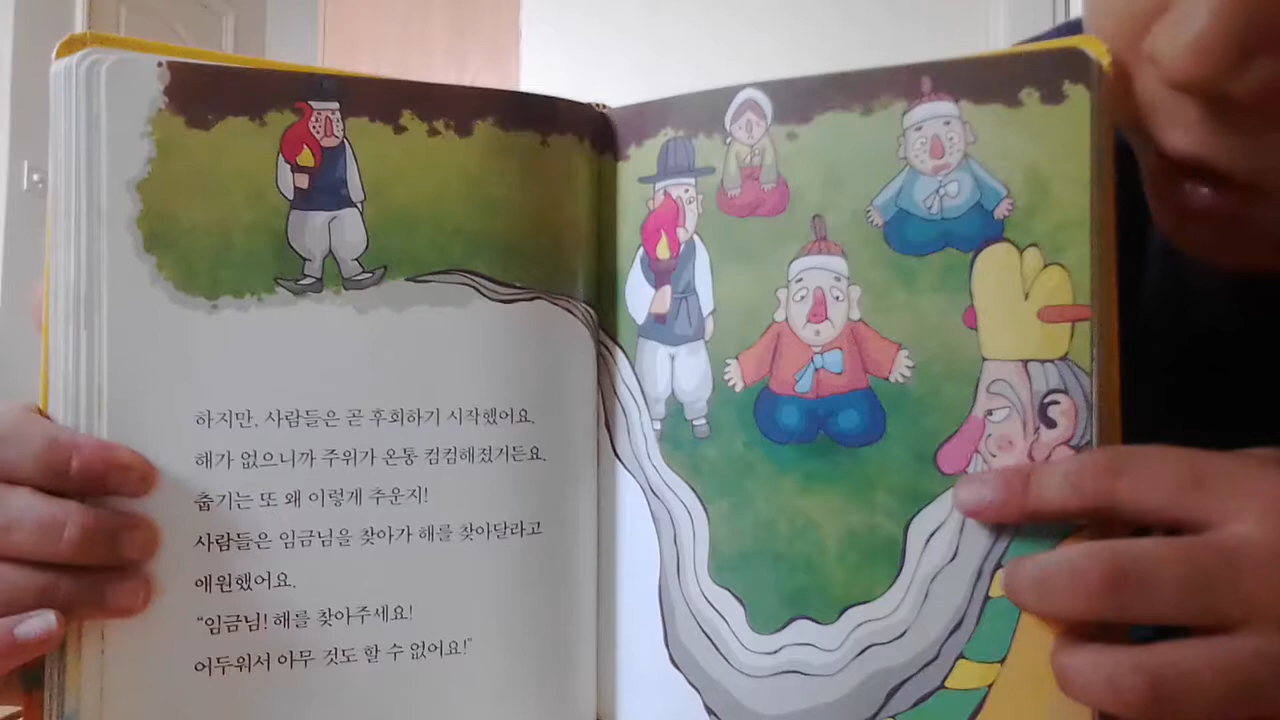 하지만, 사람들은 곧 후회하기 시작했어요.
해가 없으니까 주위가 온통 컴컴해졌거든요.
춥기는 또 왜 이렇게 추운지!
사람들은 임금님을 찾아가 해를 찾아달라고
애원했어요.
“임금님! 해를 찾아주세요!
어두워서 아무 것도 할 수 없어요!”